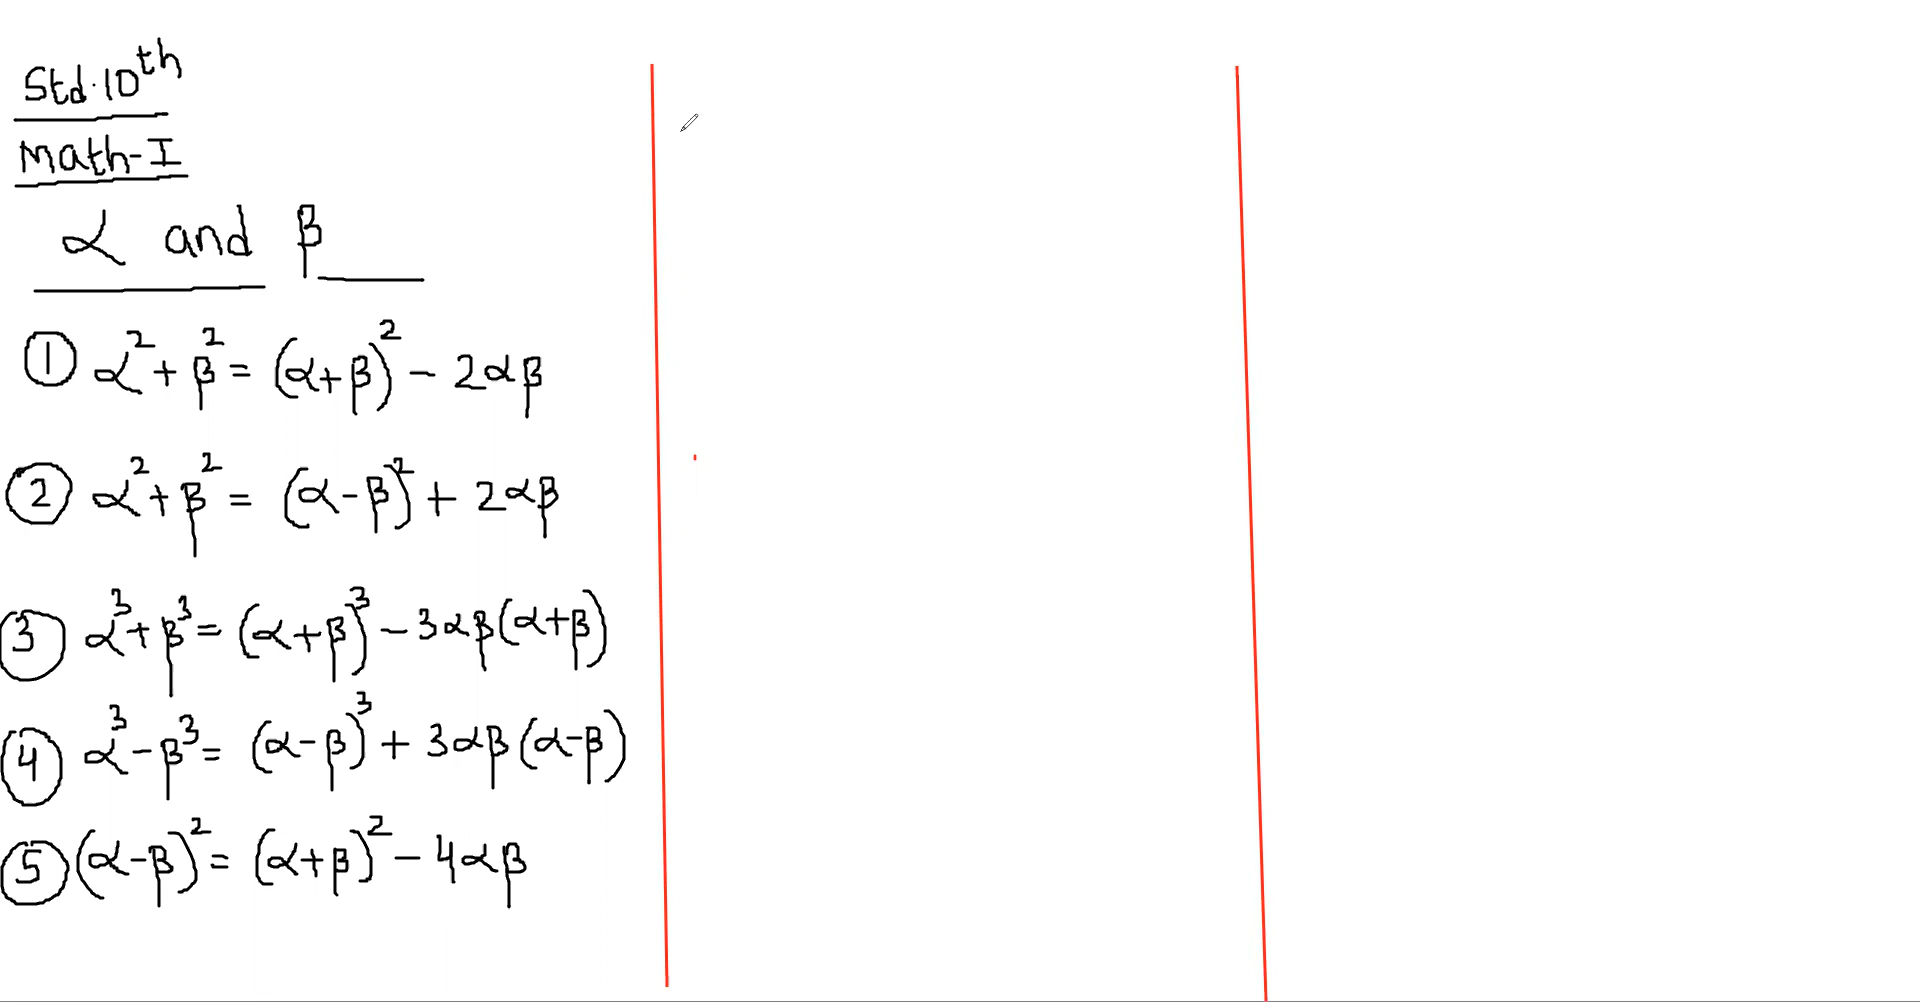 Std. 10th
Math-I
α and β
① α² + β² = (α+β)² - 2αβ
② α² + β² = (α-β)² + 2αβ
③ α³ + β³ = (α+β)³ - 3αβ(α+β)
④ α³ - β³ = (α-β)³ + 3αβ(α-β)
⑤ (α-β)² = (α+β)² - 4αβ